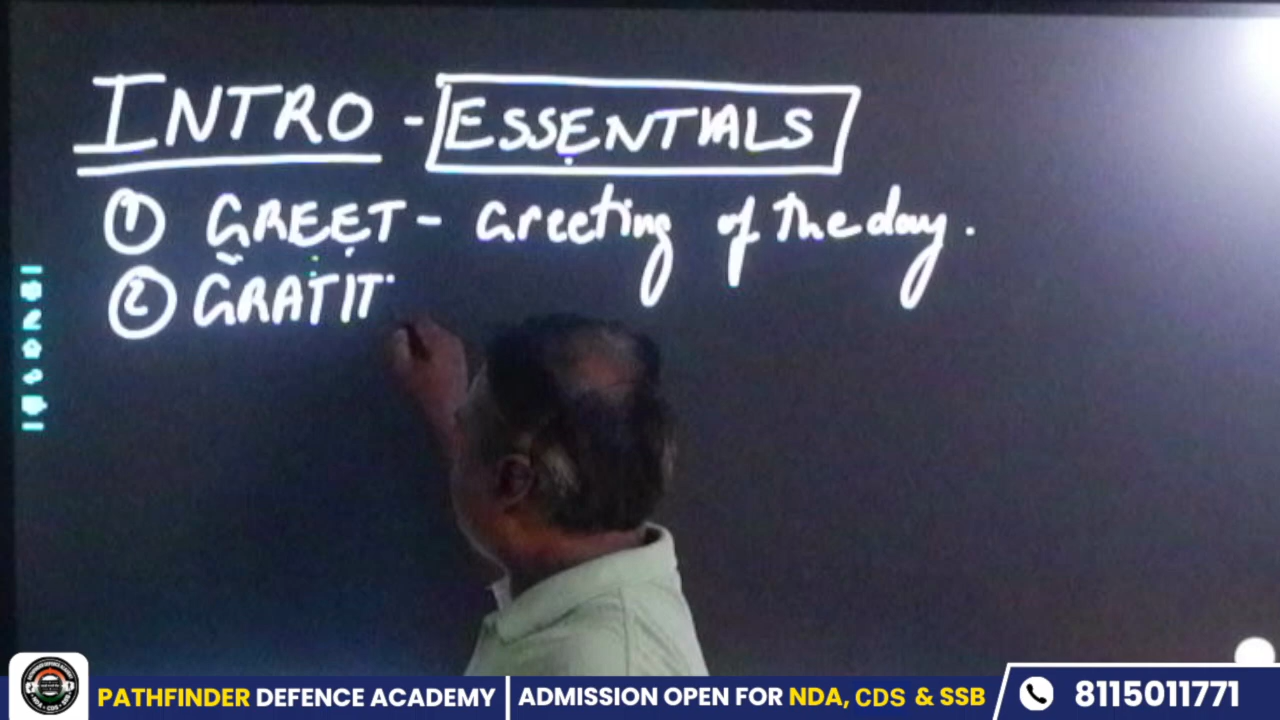 INTRO - ESSENTIALS
① GREET - Greeting of the day.
② GRATIT
PATHFINDER DEFENCE ACADEMY
ADMISSION OPEN FOR NDA, CDS & SSB
8115011771